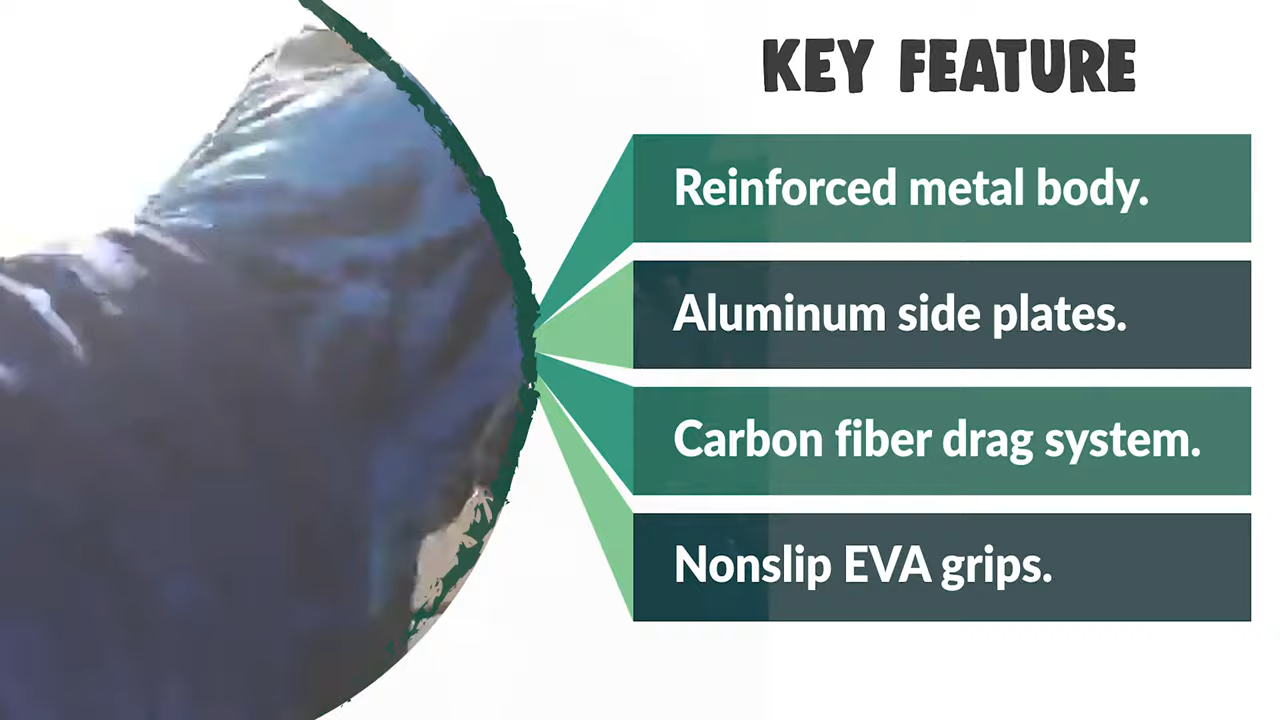 KEY FEATURE
Reinforced metal body.
Aluminum side plates.
Carbon fiber drag system.
Nonslip EVA grips.